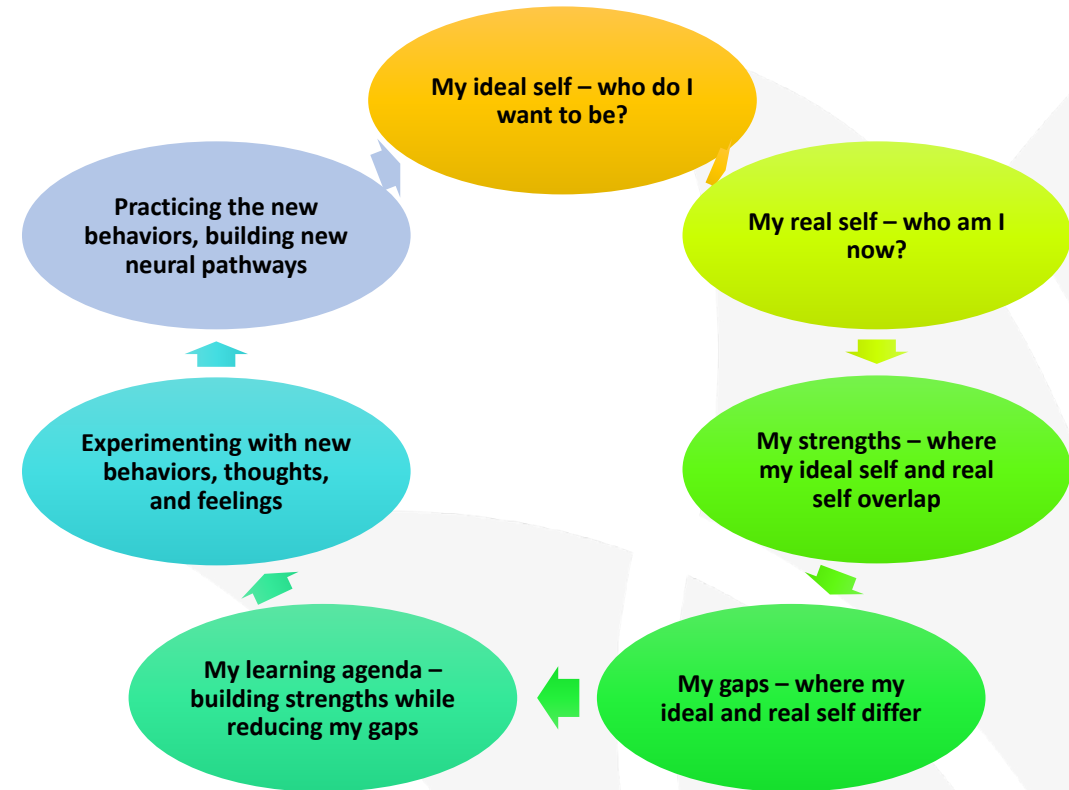 My ideal self – who do I
want to be?
My real self – who am I
now?
My strengths – where
my ideal self and real
self overlap
My gaps – where my
ideal and real self differ
My learning agenda –
building strengths while
reducing my gaps
Experimenting with new
behaviors, thoughts,
and feelings
Practicing the new
behaviors, building new
neural pathways